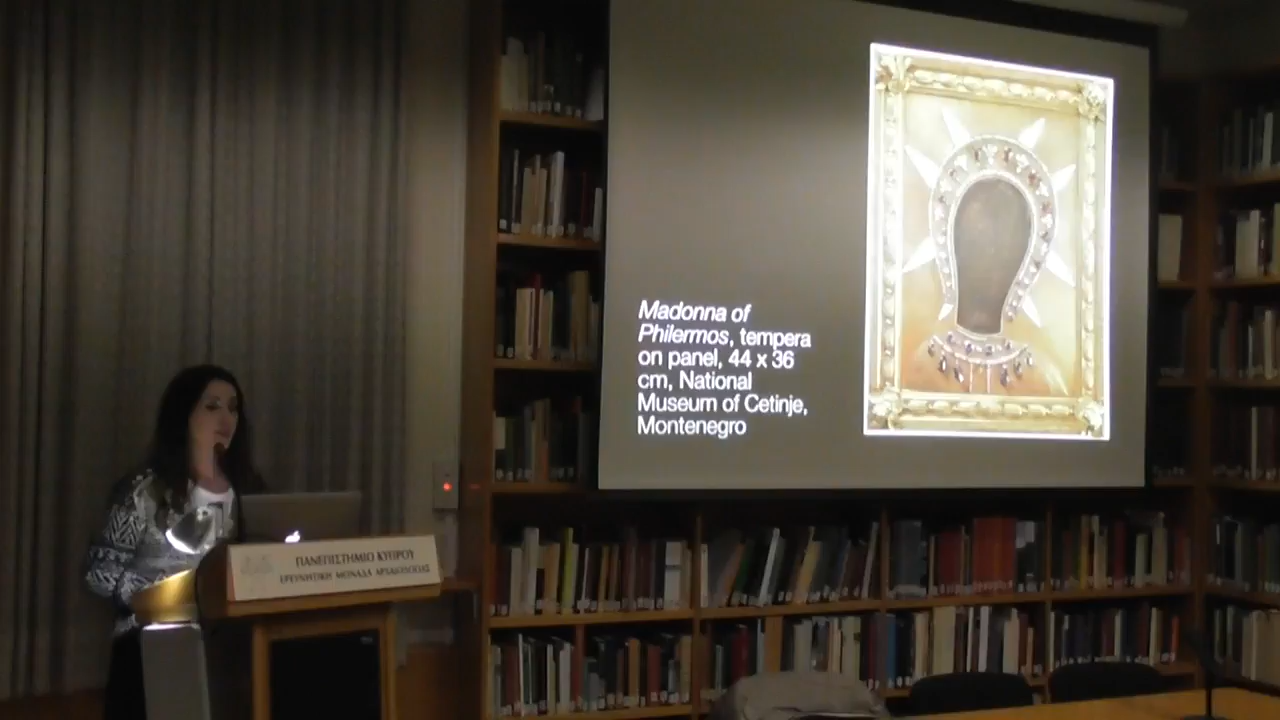 Madonna of
Philermos, tempera
on panel, 44 x 36
cm, National
Museum of Cetinje,
Montenegro
ΠΑΝΕΠΙΣΤΗΜΙΟ ΚΥΠΡΟΥ
ΕΡΕΥΝΗΤΙΚΗ ΜΟΝΑΔΑ ΑΡΧΑΙΟΛΟΓΙΑΣ